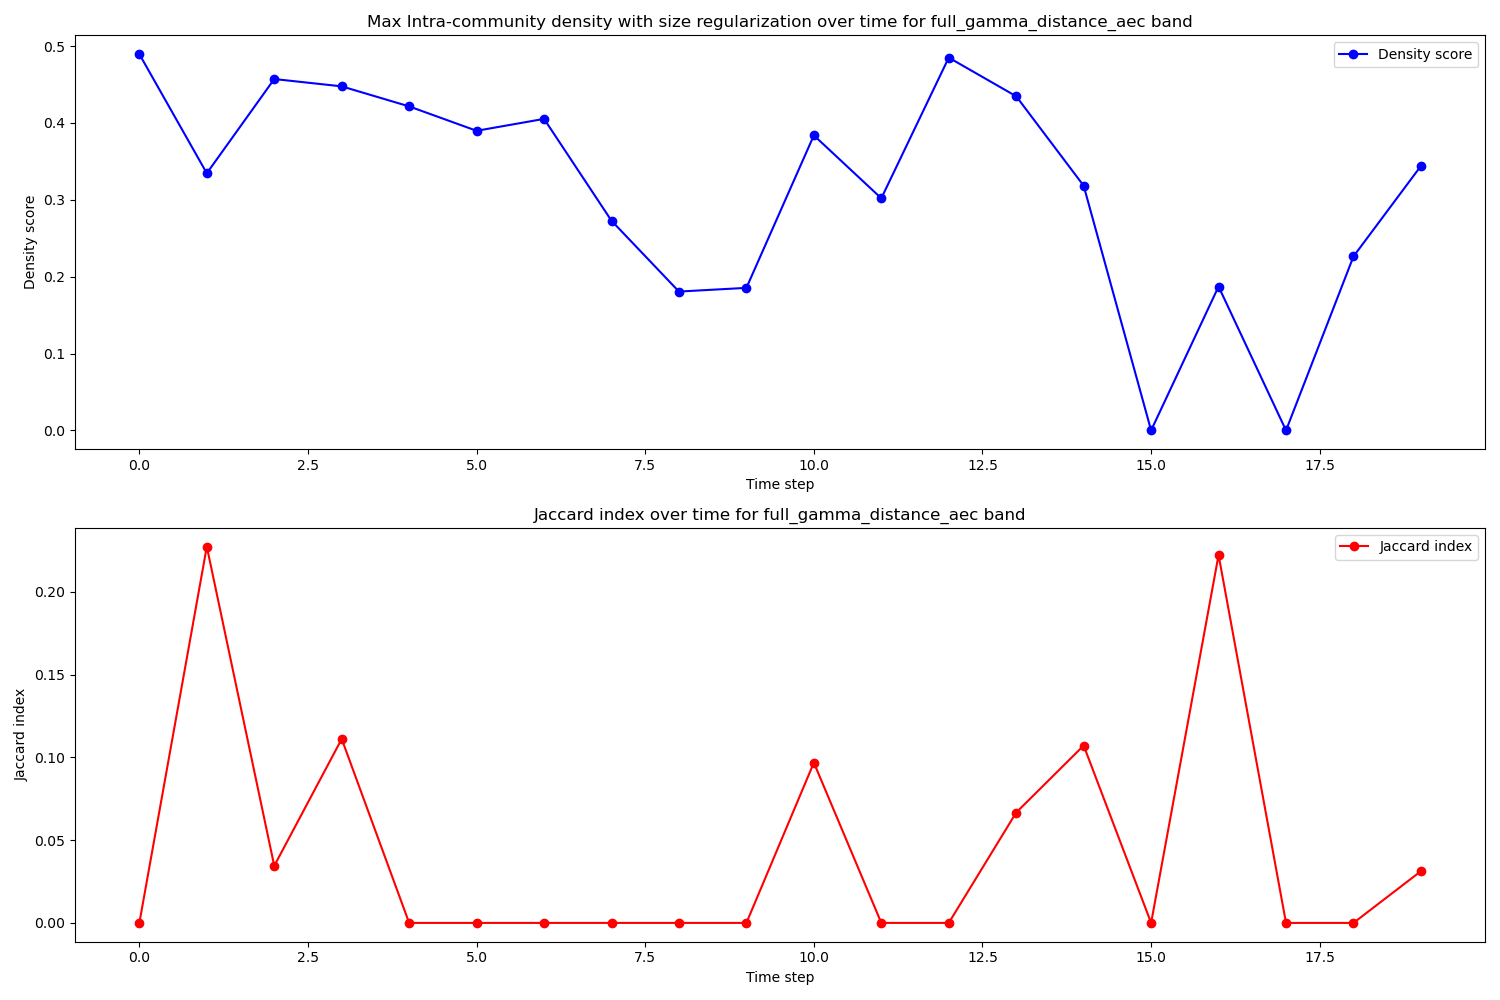 Max Intra-community density with size regularization over time for full_gamma_distance_aec band
Density score
0.5
0.4
0.3
0.2
0.1
0.0
Density score
0.0 2.5 5.0 7.5 10.0 12.5 15.0 17.5
Time step
Jaccard index over time for full_gamma_distance_aec band
Jaccard index
0.20
0.15
0.10
0.05
0.00
Jaccard index
0.0 2.5 5.0 7.5 10.0 12.5 15.0 17.5
Time step